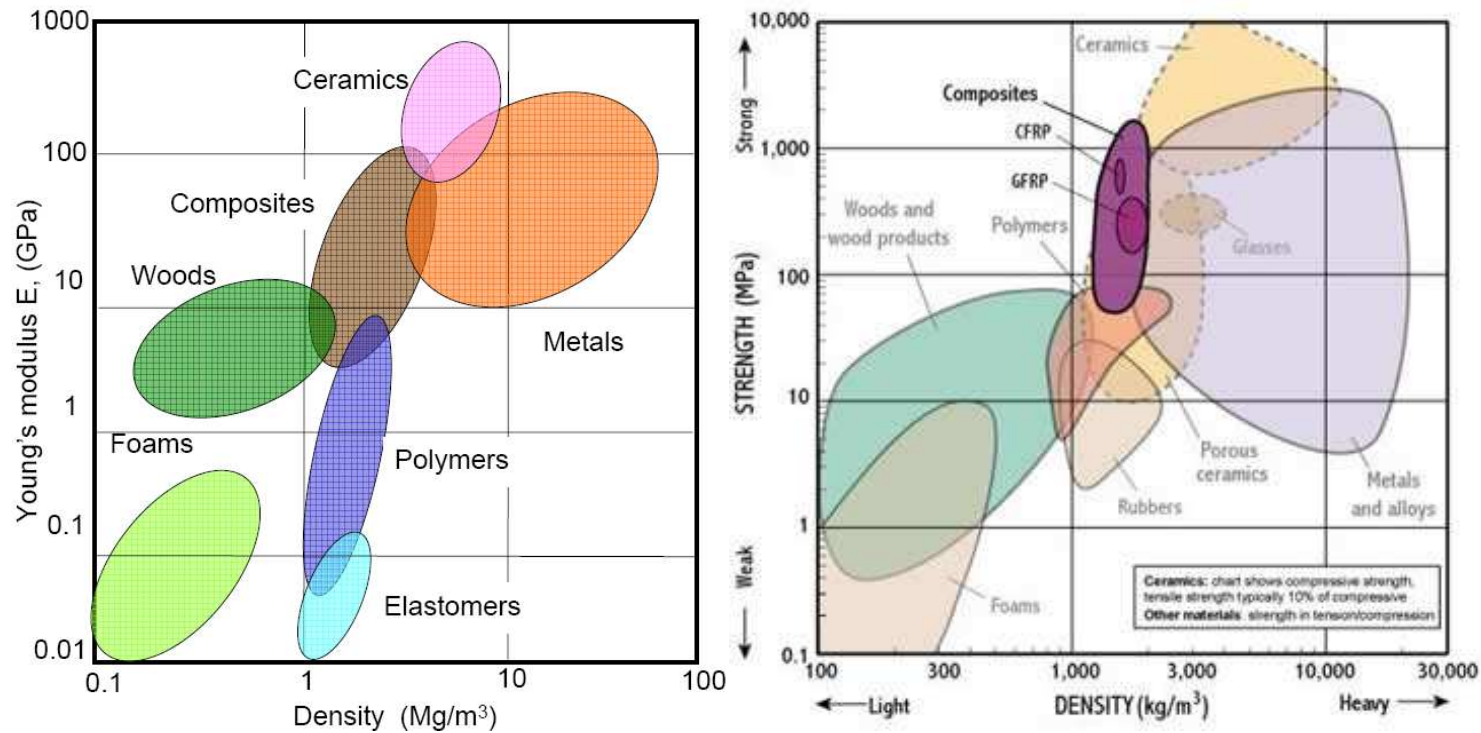 1000
100
10
1
0.1
0.01
Young's modulus E, (GPa)
Ceramics
Composites
Woods
Metals
Foams
Polymers
Elastomers
0.1
1
10
100
Density (Mg/m³)
10,000
1,000
100
10
1
0.1
Strong
STRENGTH (MPa)
Weak
Ceramics
Composites
CFRP
GFRP
Woods and
wood products
Polymers
Glasses
Porous
ceramics
Rubbers
Metals
and alloys
Foams
Ceramics: chart shows compressive strength,
tensile strength typically 10% of compressive
Other materials: strength in tension/compression
100
300
1,000
3,000
10,000
30,000
Light
DENSITY (kg/m³)
Heavy